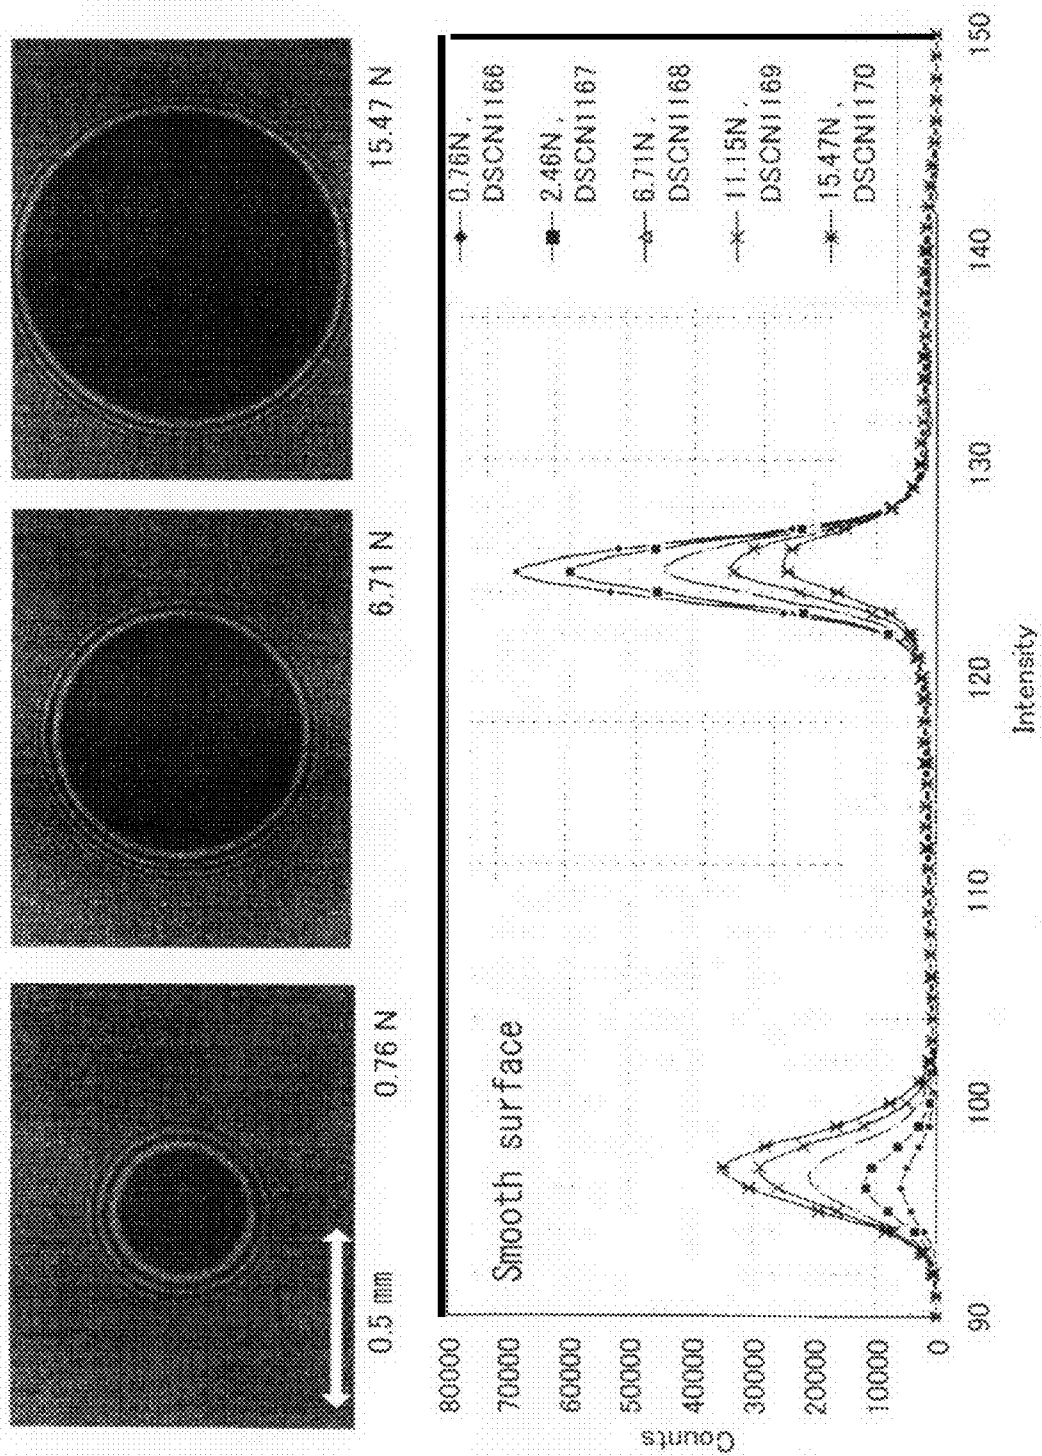 0.5 mm
0.76 N
6.71 N
15.47 N
Smooth surface
Counts
80000
70000
60000
50000
40000
30000
20000
10000
0
90
100
110
120
130
140
150
Intensity
0.76N,
DSCN1166
2.46N,
DSCN1167
6.71N,
DSCN1168
11.15N,
DSCN1169
15.47N,
DSCN1170